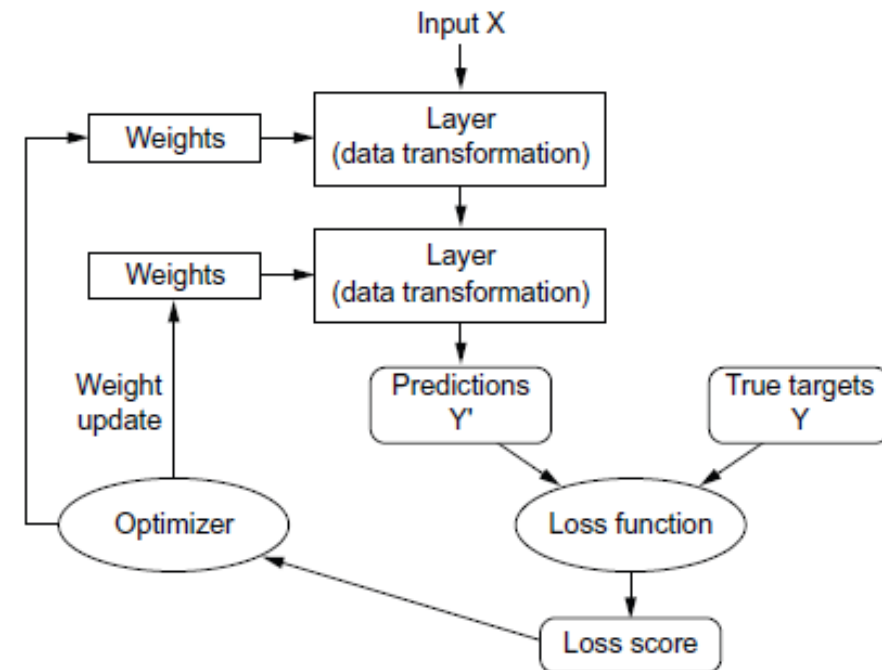 Input X
Weights
Layer
(data transformation)
Weights
Layer
(data transformation)
Weight
update
Predictions
Y'
True targets
Y
Optimizer
Loss function
Loss score